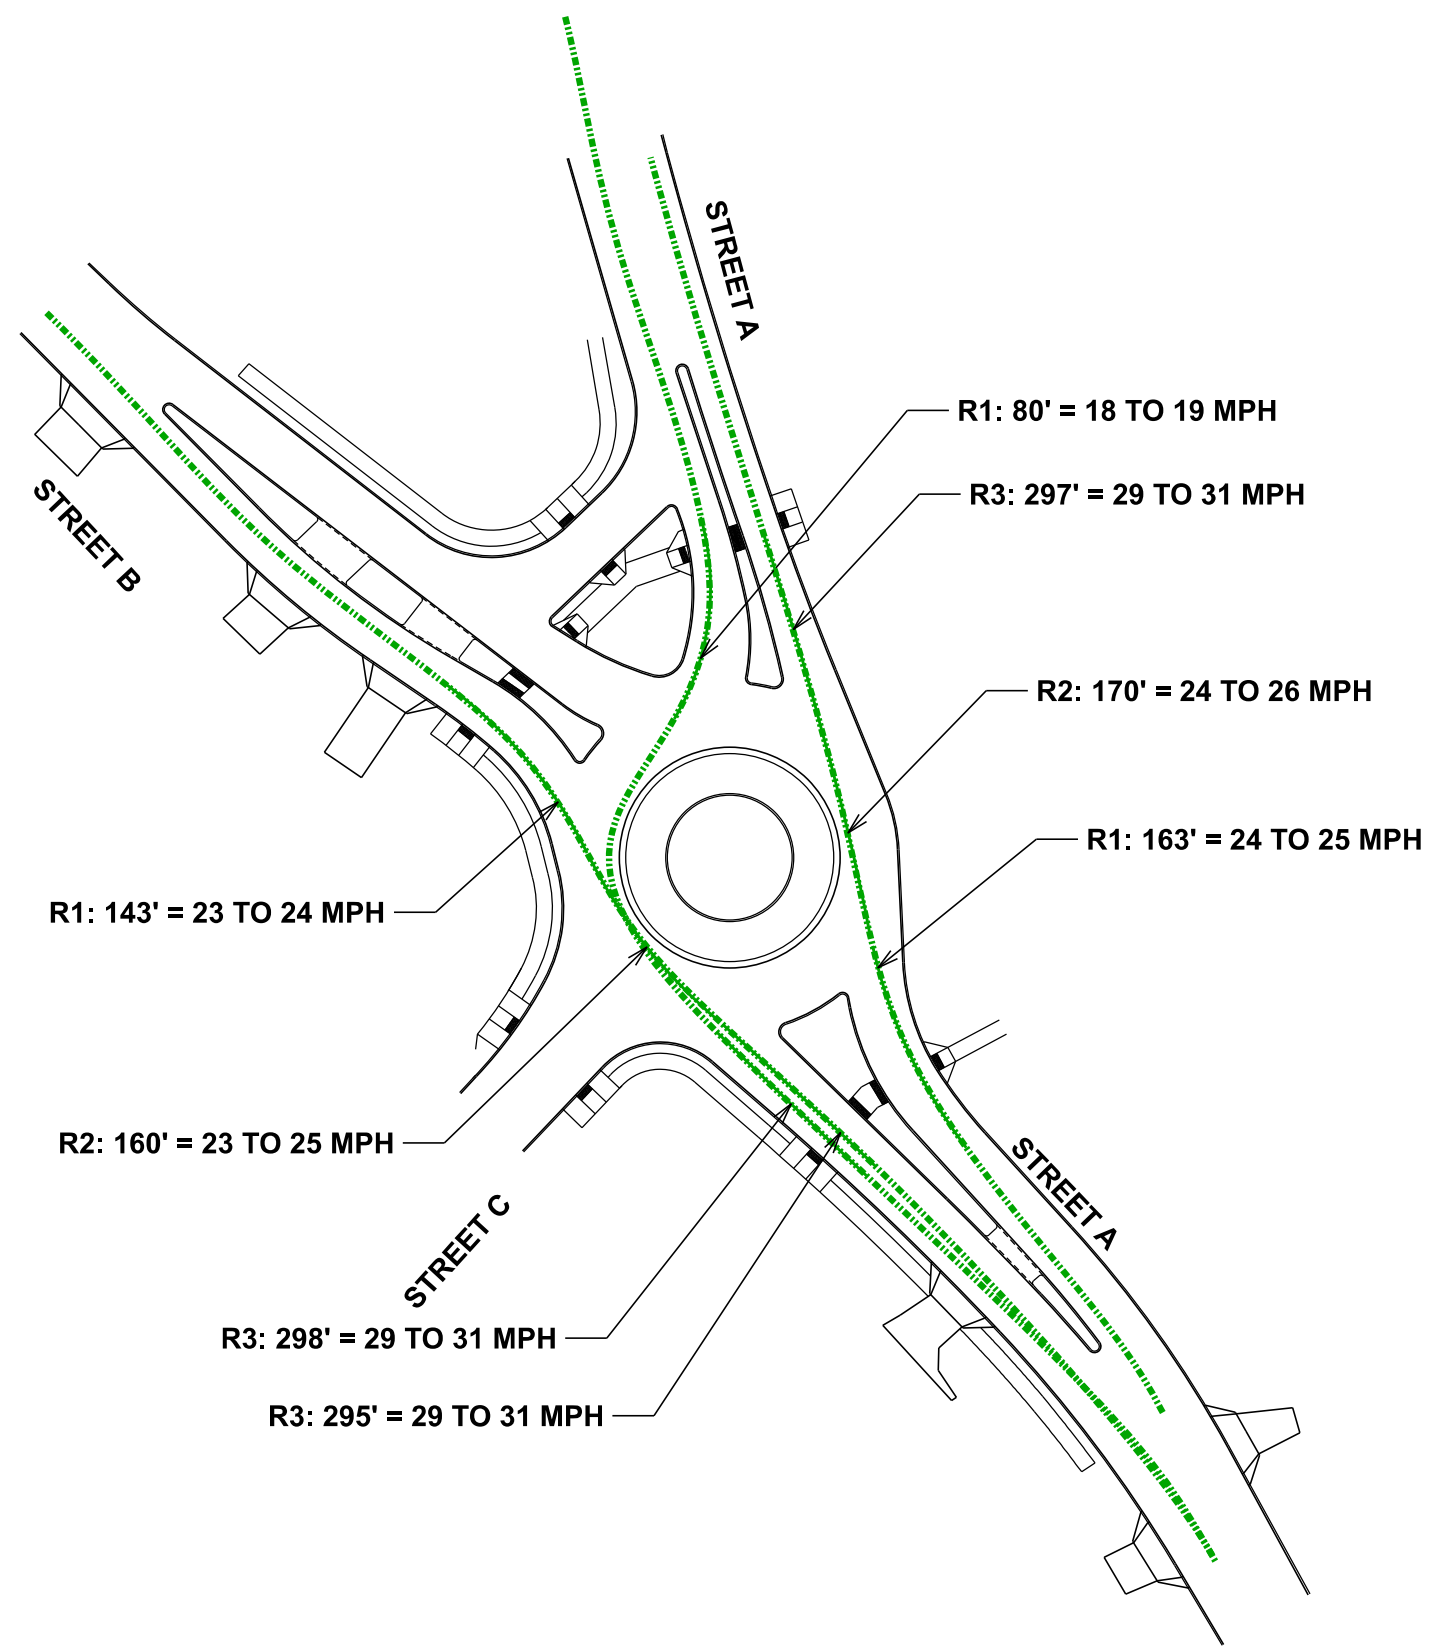 STREET A
R1: 80' = 18 TO 19 MPH
R3: 297' = 29 TO 31 MPH
STREET B
R2: 170' = 24 TO 26 MPH
R1: 163' = 24 TO 25 MPH
R1: 143' = 23 TO 24 MPH
R2: 160' = 23 TO 25 MPH
STREET A
STREET C
R3: 298' = 29 TO 31 MPH
R3: 295' = 29 TO 31 MPH